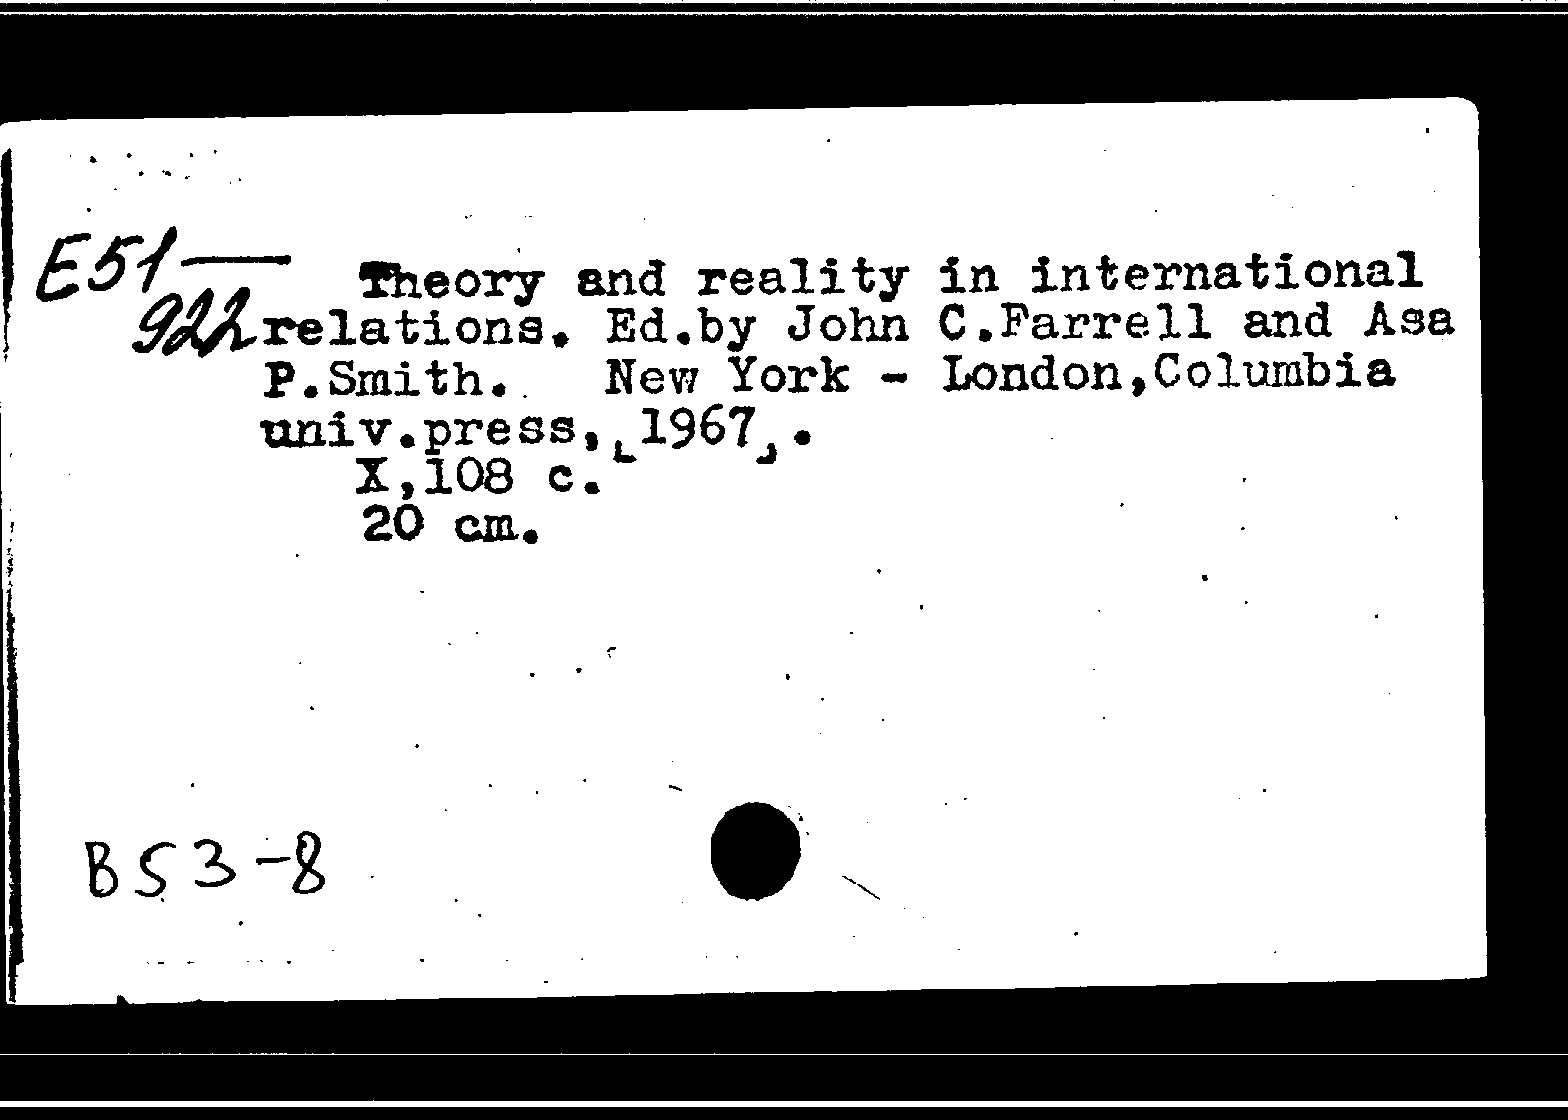 E51—
922
Theory and reality in international
relations. Ed.by John C.Farrell and Asa
P.Smith. New York - London,Columbia
univ.press,[1967].
X,108 c.
20 cm.
B53-8